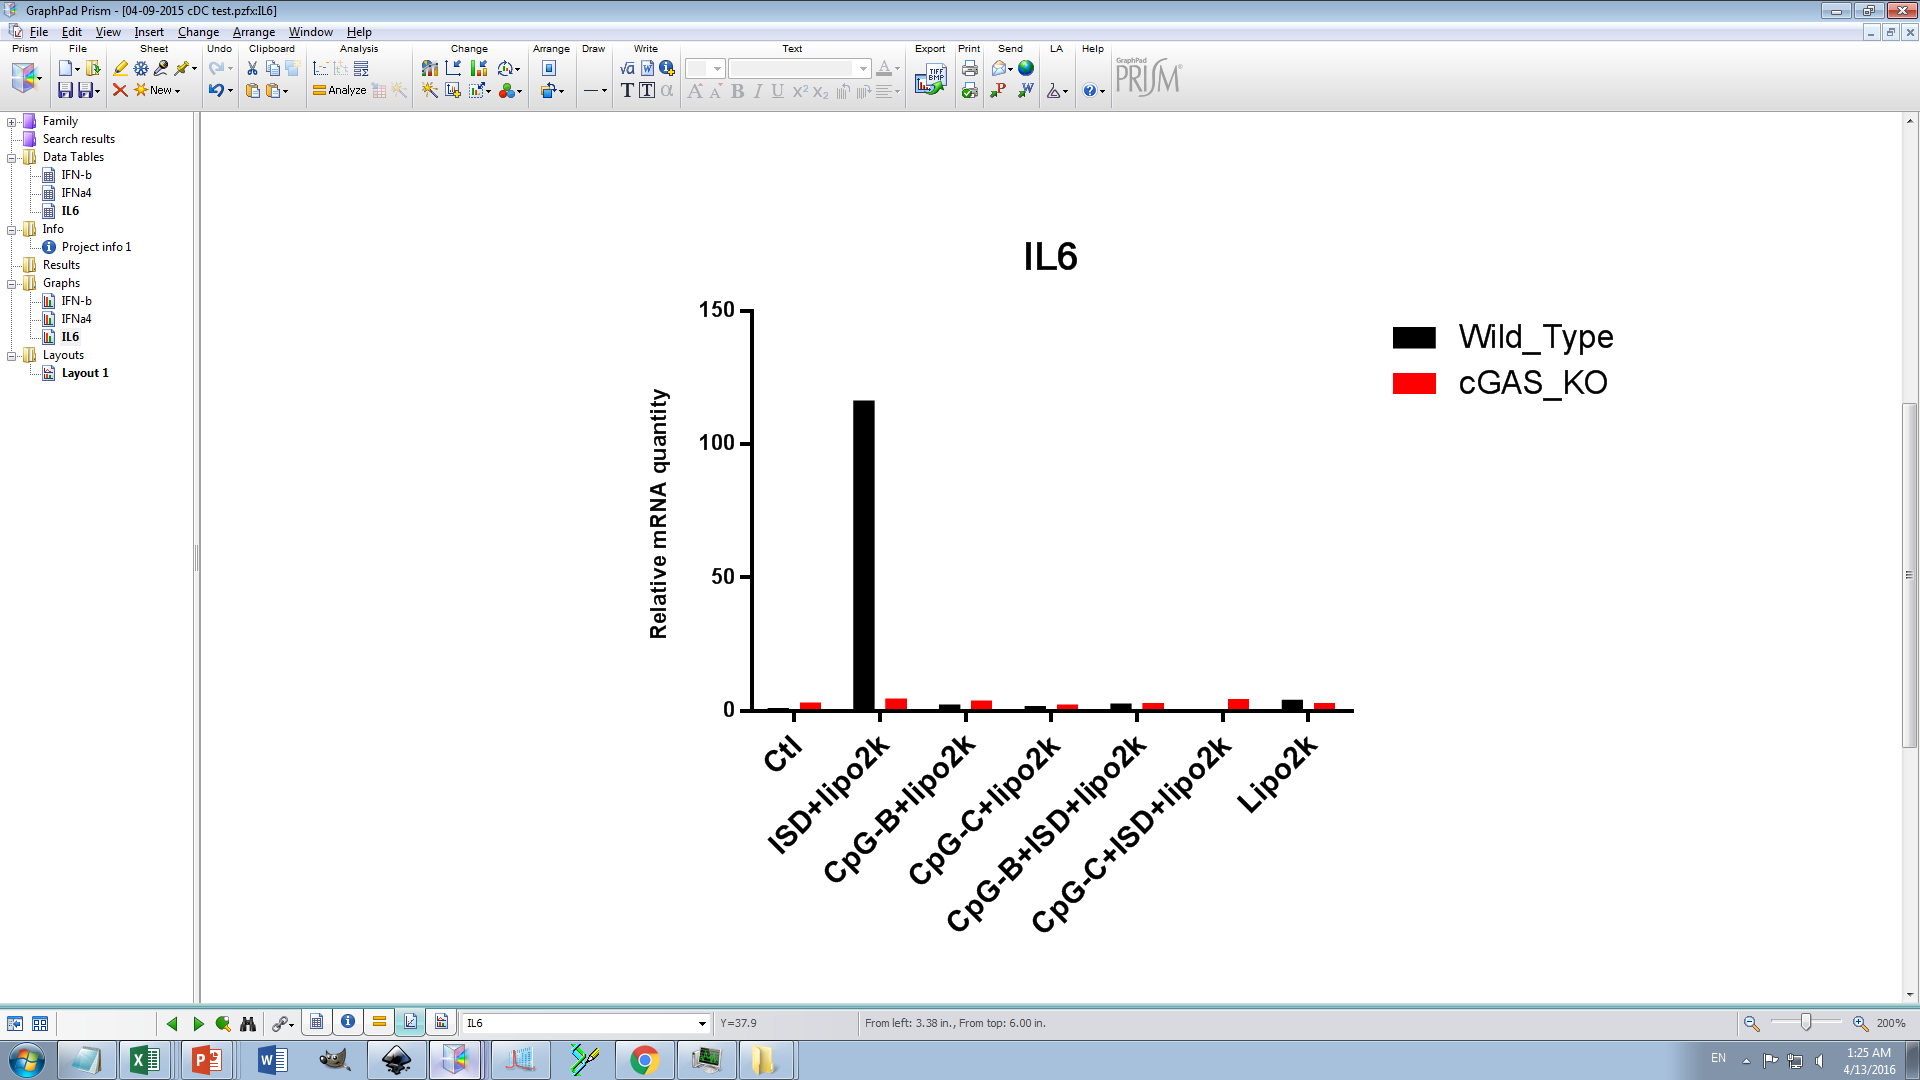 GraphPad Prism - [04-09-2015 cDC test.pzfx:IL6]
File Edit View Insert Change Arrange Window Help
Prism File Sheet Undo Clipboard Analysis Change Arrange Draw Write Text Export Print Send LA Help
√α TIFF BMP GraphPad PRISM®
New Analyze T T α A A B I U X² X₂ P W
Family
Search results
Data Tables
IFN-b
IFNa4
IL6
Info
Project info 1
Results
Graphs
IFN-b
IFNa4
IL6
Layouts
Layout 1
IL6
150
100
50
0
Relative mRNA quantity
Wild_Type
cGAS_KO
Ctl
ISD+lipo2k
CpG-B+lipo2k
CpG-C+lipo2k
CpG-B+ISD+lipo2k
CpG-C+ISD+lipo2k
Lipo2k
IL6 Y=37.9 From left: 3.38 in., From top: 6.00 in. 200%
EN 1:25 AM
4/13/2016